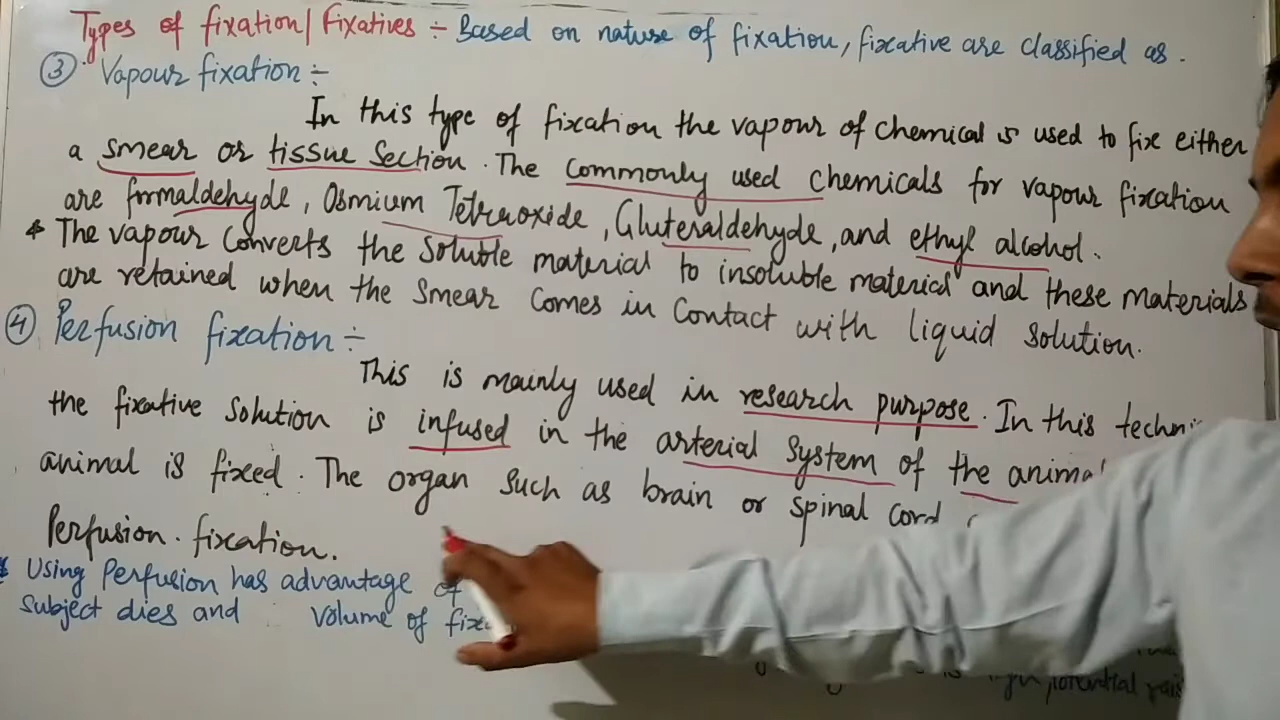 Types of fixation/Fixatives ÷ Based on nature of fixation, fixative are classified as.
③ Vapour fixation ÷
In this type of fixation the vapour of chemical is used to fix either
a smear or tissue section. The commonly used chemicals for vapour fixation
are formaldehyde, Osmium Tetraoxide, Gluteraldehyde, and ethyl alcohol.
* The vapour converts the soluble material to insoluble material and these materials
are retained when the smear comes in contact with liquid solution.
④ Perfusion fixation ÷
This is mainly used in research purpose. In this
the fixative solution is infused in the arterial system of the animal
animal is fixed. The organ such as brain or spinal cord
Perfusion fixation.
Using Perfusion has advantage of
subject dies and volume of
potential